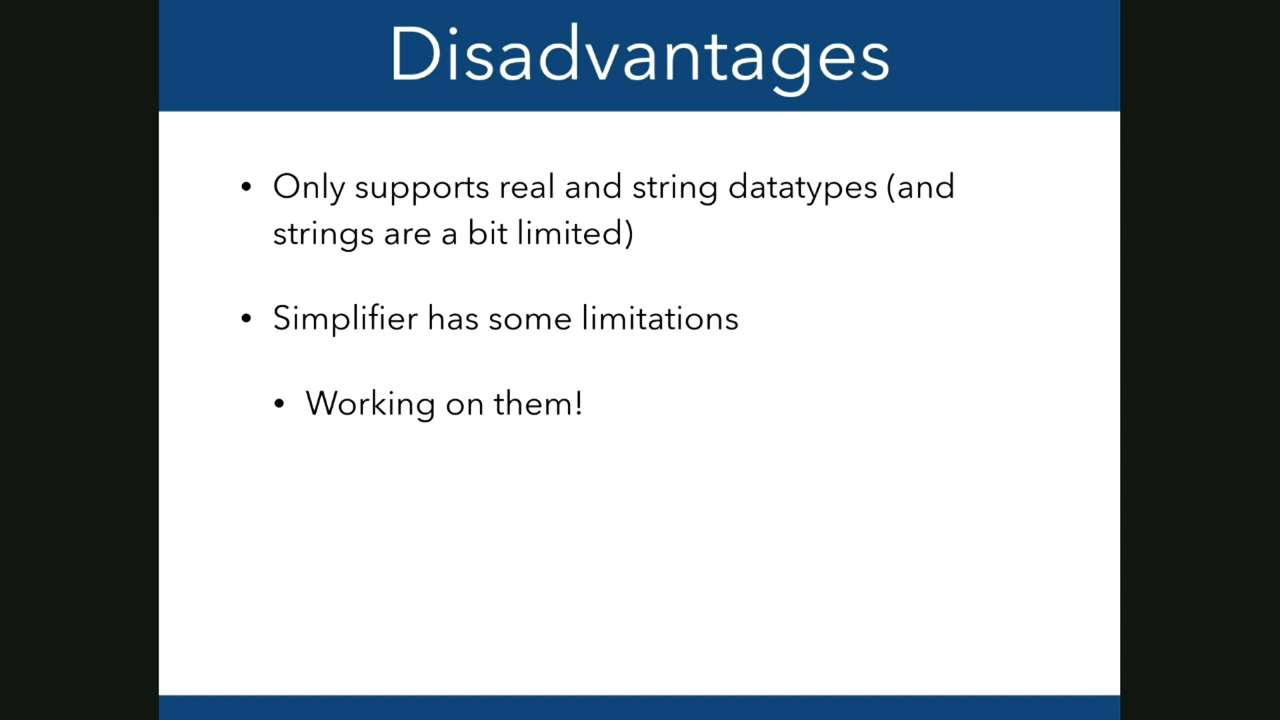 Disadvantages
• Only supports real and string datatypes (and
strings are a bit limited)
• Simplifier has some limitations
• Working on them!